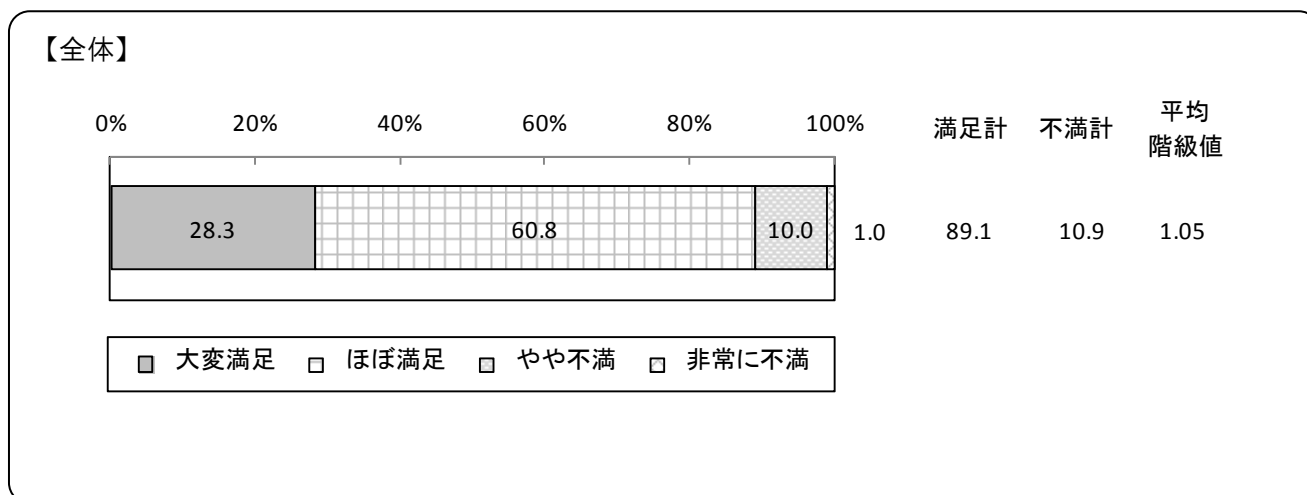 【全体】
0% 20% 40% 60% 80% 100% 満足計 不満計 平均
階級値
28.3 60.8 10.0 1.0 89.1 10.9 1.05
大変満足 ほぼ満足 やや不満 非常に不満